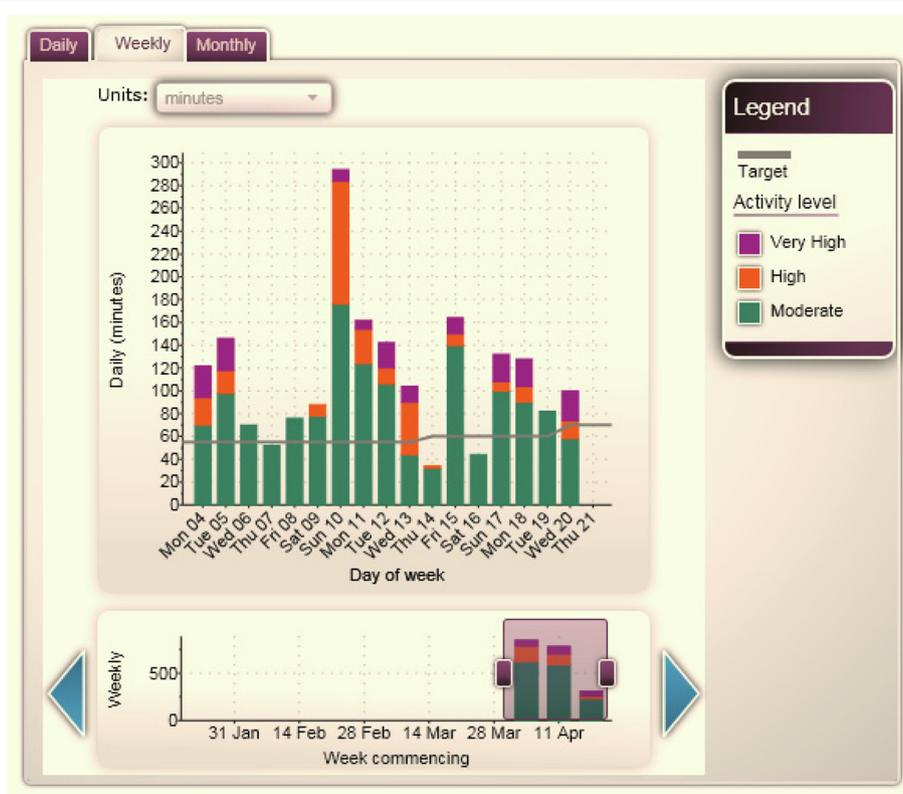 Daily Weekly Monthly
Units: minutes
Legend
Target
Activity level
Very High
High
Moderate
Daily (minutes)
300
280
260
240
220
200
180
160
140
120
100
80
60
40
20
0
Mon 04 Tue 05 Wed 06 Thu 07 Fri 08 Sat 09 Sun 10 Mon 11 Tue 12 Wed 13 Thu 14 Fri 15 Sat 16 Sun 17 Mon 18 Tue 19 Wed 20 Thu 21
Day of week
Weekly
500
0
31 Jan 14 Feb 28 Feb 14 Mar 28 Mar 11 Apr
Week commencing